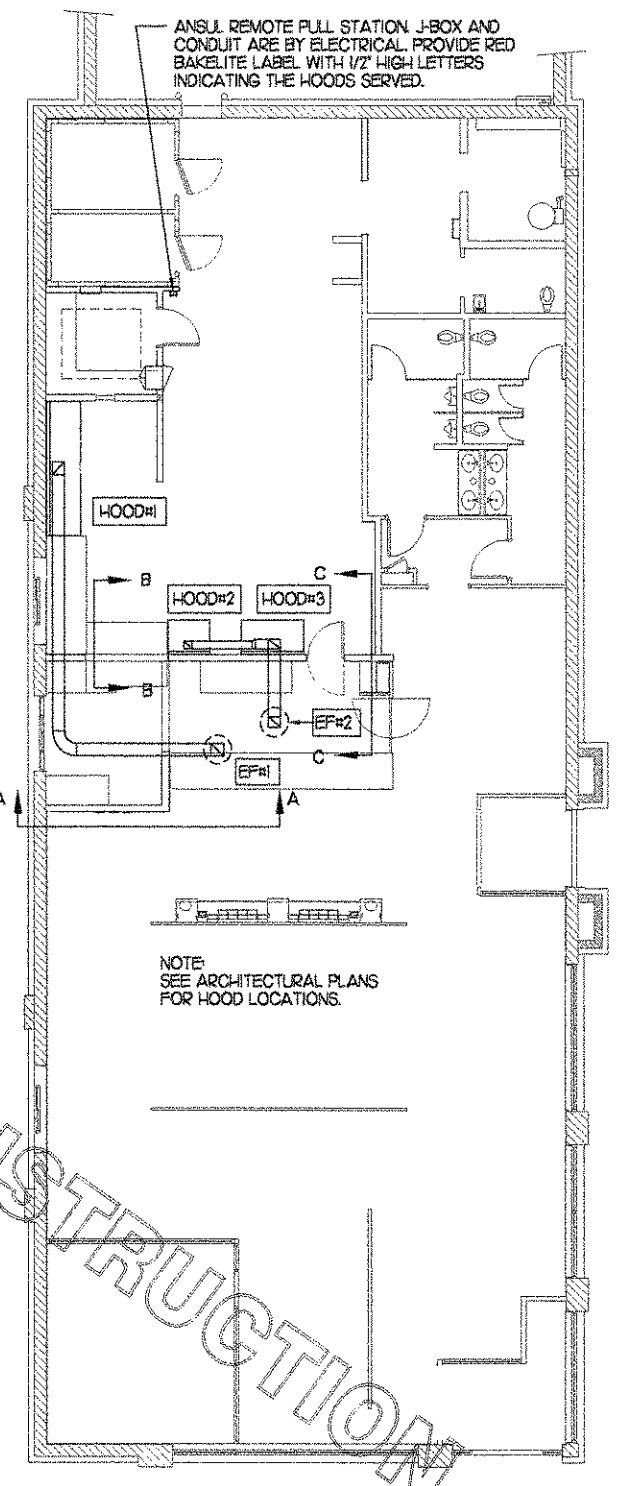 ANSUL REMOTE PULL STATION. J-BOX AND
CONDUIT ARE BY ELECTRICAL. PROVIDE RED
BAKELITE LABEL WITH 1/2" HIGH LETTERS
INDICATING THE HOODS SERVED.
HOOD#1
B
HOOD#2
HOOD#3
C
B
EF#2
C
EF#1
A
A
NOTE:
SEE ARCHITECTURAL PLANS
FOR HOOD LOCATIONS.
STRUCTION